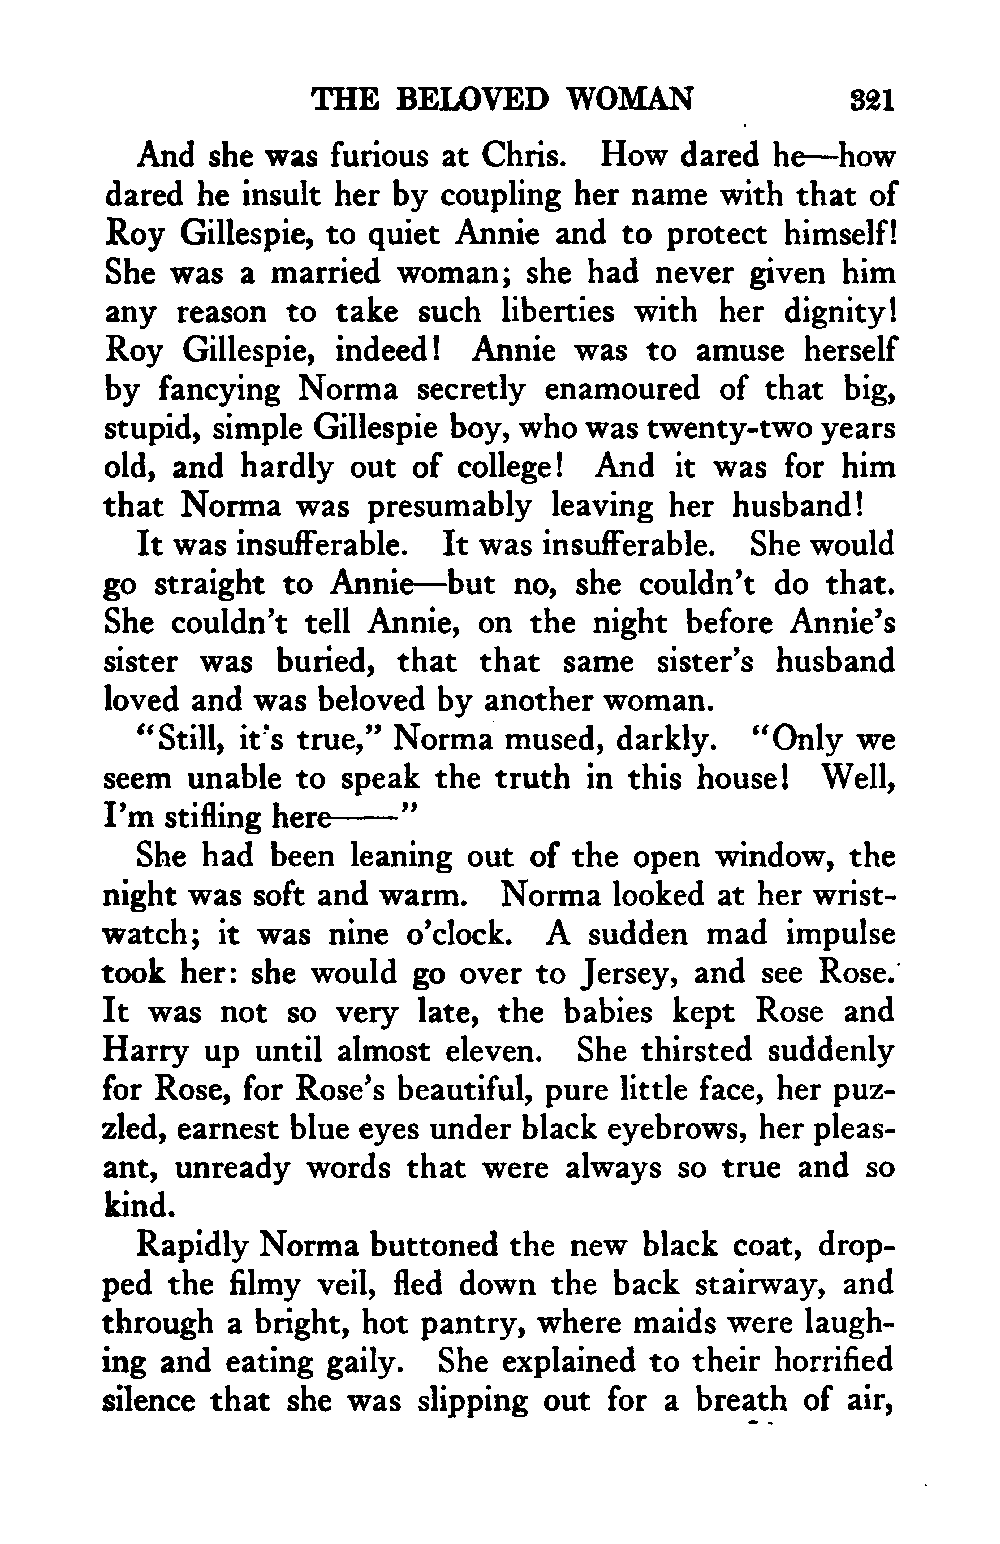 THE BELOVED WOMAN 321
And she was furious at Chris. How dared he—how
dared he insult her by coupling her name with that of
Roy Gillespie, to quiet Annie and to protect himself!
She was a married woman; she had never given him
any reason to take such liberties with her dignity!
Roy Gillespie, indeed! Annie was to amuse herself
by fancying Norma secretly enamoured of that big,
stupid, simple Gillespie boy, who was twenty-two years
old, and hardly out of college! And it was for him
that Norma was presumably leaving her husband!
It was insufferable. It was insufferable. She would
go straight to Annie—but no, she couldn't do that.
She couldn't tell Annie, on the night before Annie's
sister was buried, that that same sister's husband
loved and was beloved by another woman.
"Still, it's true," Norma mused, darkly. "Only we
seem unable to speak the truth in this house! Well,
I'm stifling here——"
She had been leaning out of the open window, the
night was soft and warm. Norma looked at her wrist-
watch; it was nine o'clock. A sudden mad impulse
took her: she would go over to Jersey, and see Rose.
It was not so very late, the babies kept Rose and
Harry up until almost eleven. She thirsted suddenly
for Rose, for Rose's beautiful, pure little face, her puz-
zled, earnest blue eyes under black eyebrows, her pleas-
ant, unready words that were always so true and so
kind.
Rapidly Norma buttoned the new black coat, drop-
ped the filmy veil, fled down the back stairway, and
through a bright, hot pantry, where maids were laugh-
ing and eating gaily. She explained to their horrified
silence that she was slipping out for a breath of air,